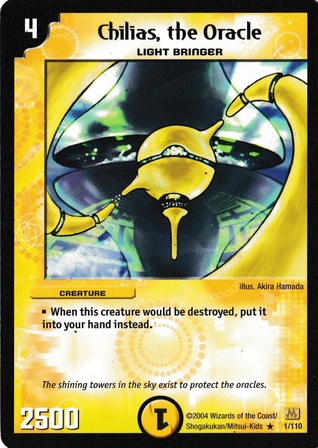 4
Chilias, the Oracle
LIGHT BRINGER
illus. Akira Hamada
CREATURE
▪ When this creature would be destroyed, put it
into your hand instead.
The shining towers in the sky exist to protect the oracles.
2500
1
©2004 Wizards of the Coast/
Shogakukan/Mitsui-Kids ★ 1/110